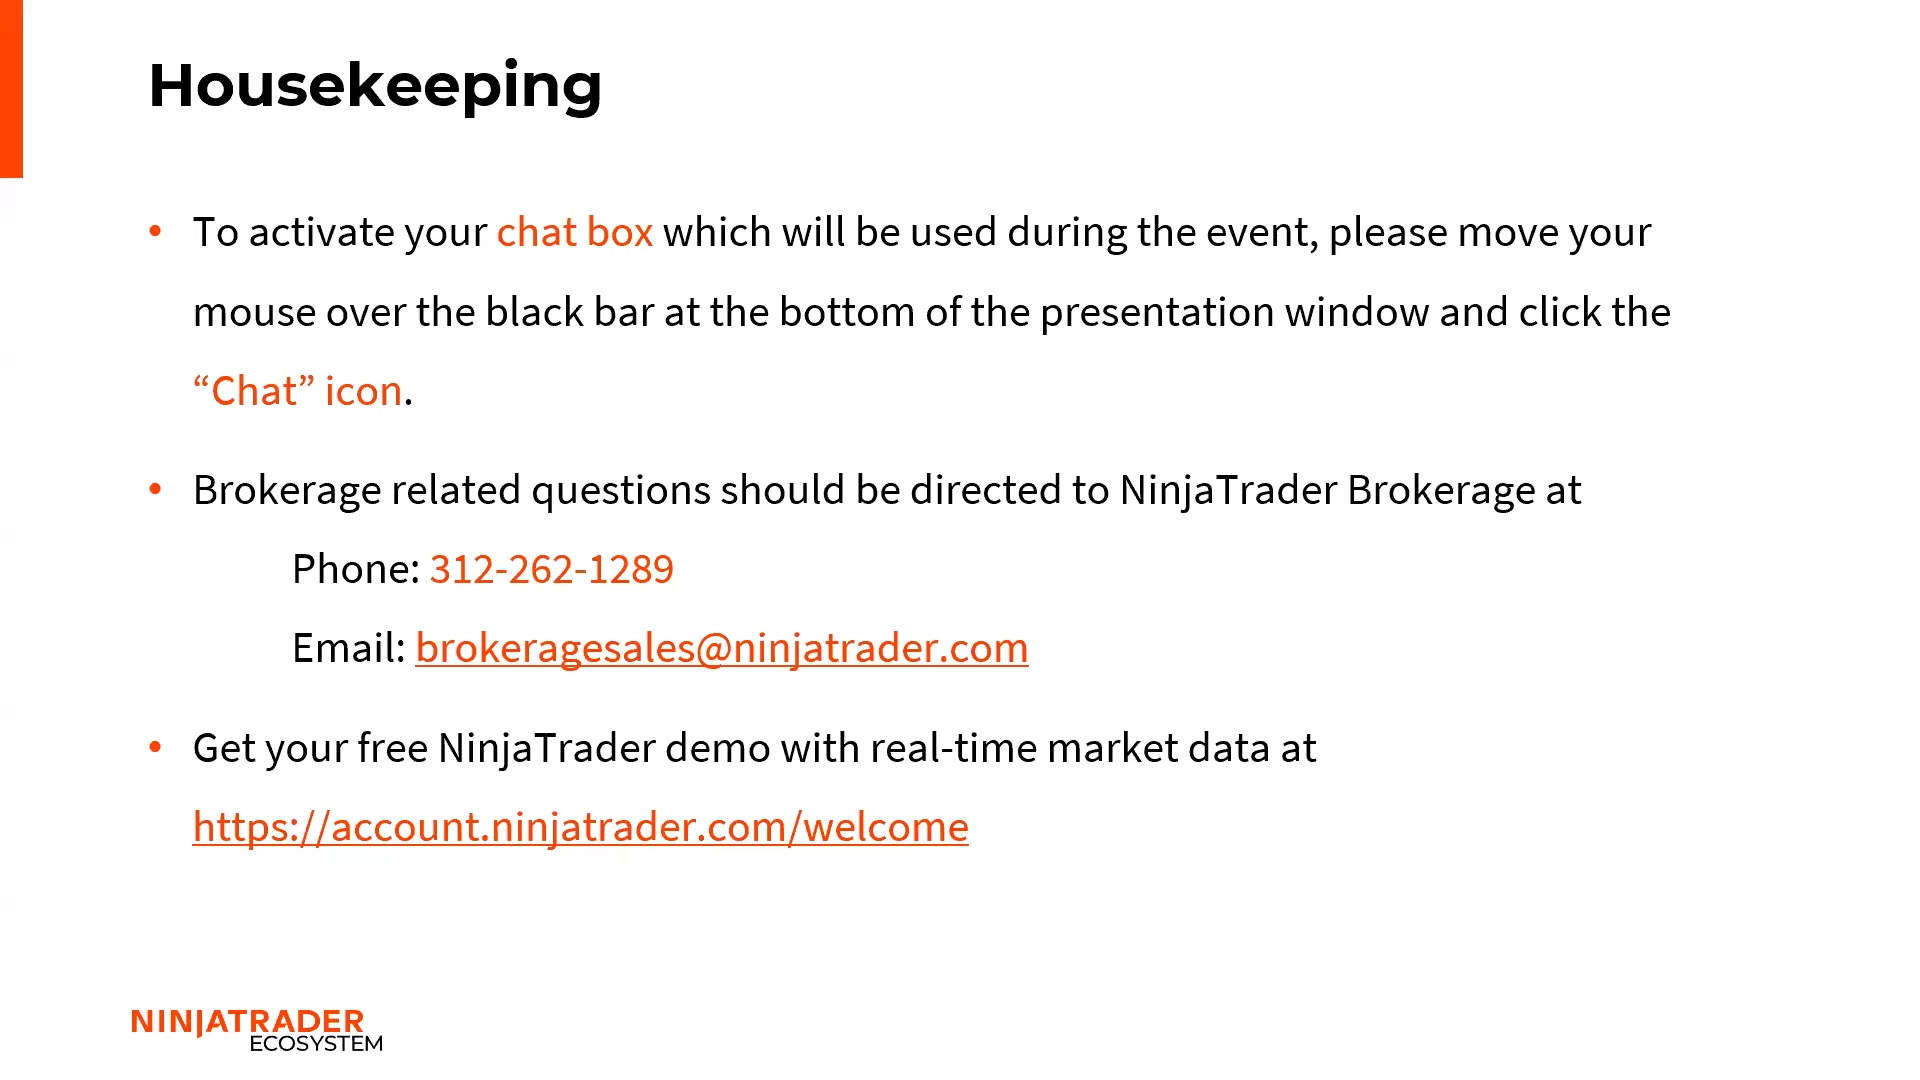 Housekeeping
• To activate your chat box which will be used during the event, please move your
mouse over the black bar at the bottom of the presentation window and click the
“Chat” icon.
• Brokerage related questions should be directed to NinjaTrader Brokerage at
Phone: 312-262-1289
Email: brokeragesales@ninjatrader.com
• Get your free NinjaTrader demo with real-time market data at
https://account.ninjatrader.com/welcome
NINJATRADER
ECOSYSTEM